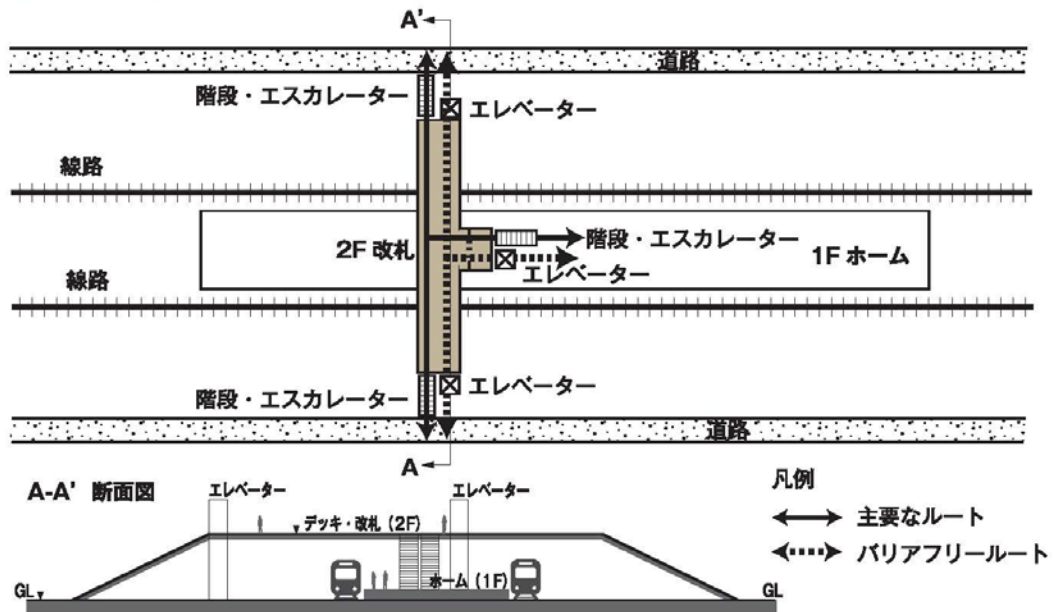 A'
道路
階段・エスカレーター
エレベーター
線路
2F 改札
階段・エスカレーター
1F ホーム
エレベーター
線路
エレベーター
階段・エスカレーター
道路
A
A-A' 断面図
エレベーター
エレベーター
デッキ・改札 (2F)
ホーム (1F)
GL
GL
凡例
主要なルート
バリアフリールート